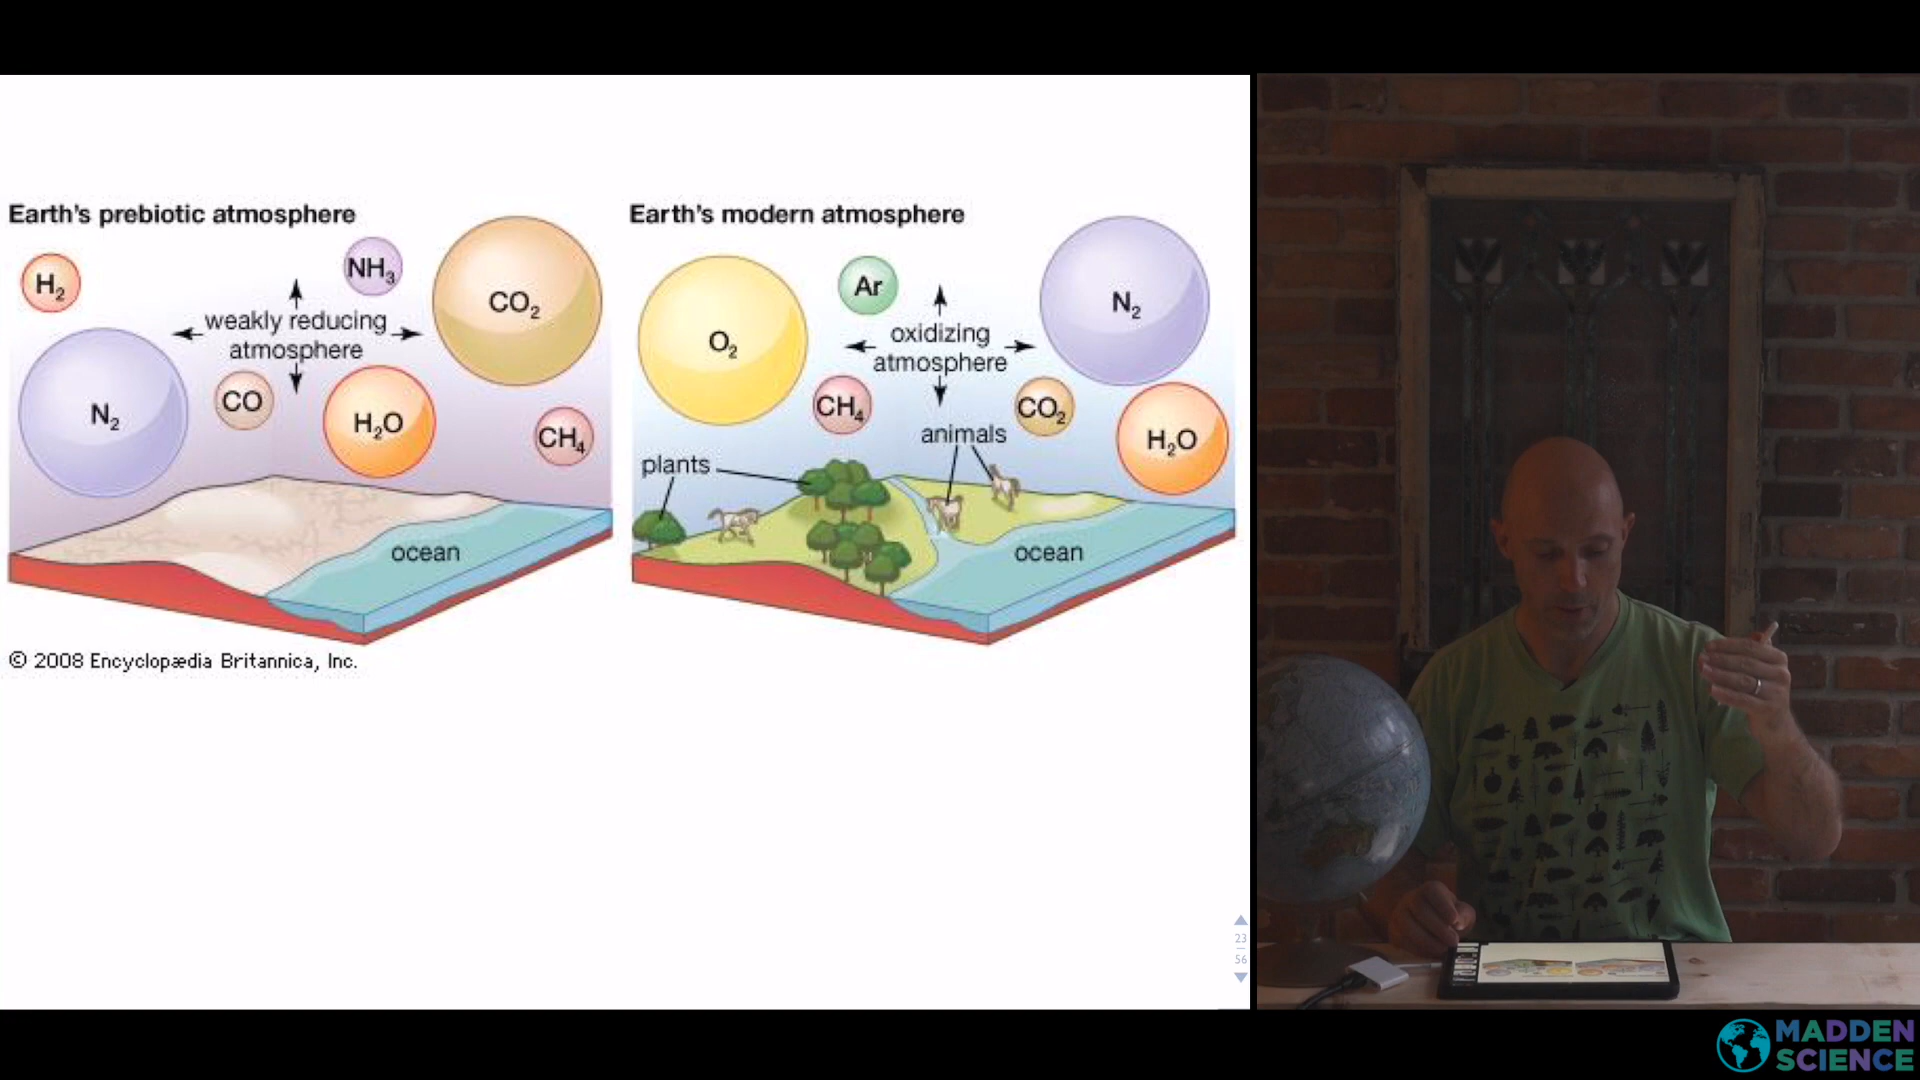 Earth's prebiotic atmosphere
H₂
NH₃
CO₂
weakly reducing
atmosphere
N₂
CO
H₂O
CH₄
ocean
© 2008 Encyclopædia Britannica, Inc.
Earth's modern atmosphere
O₂
Ar
N₂
oxidizing
atmosphere
CH₄
CO₂
H₂O
animals
plants
ocean
23
56
MADDEN
SCIENCE